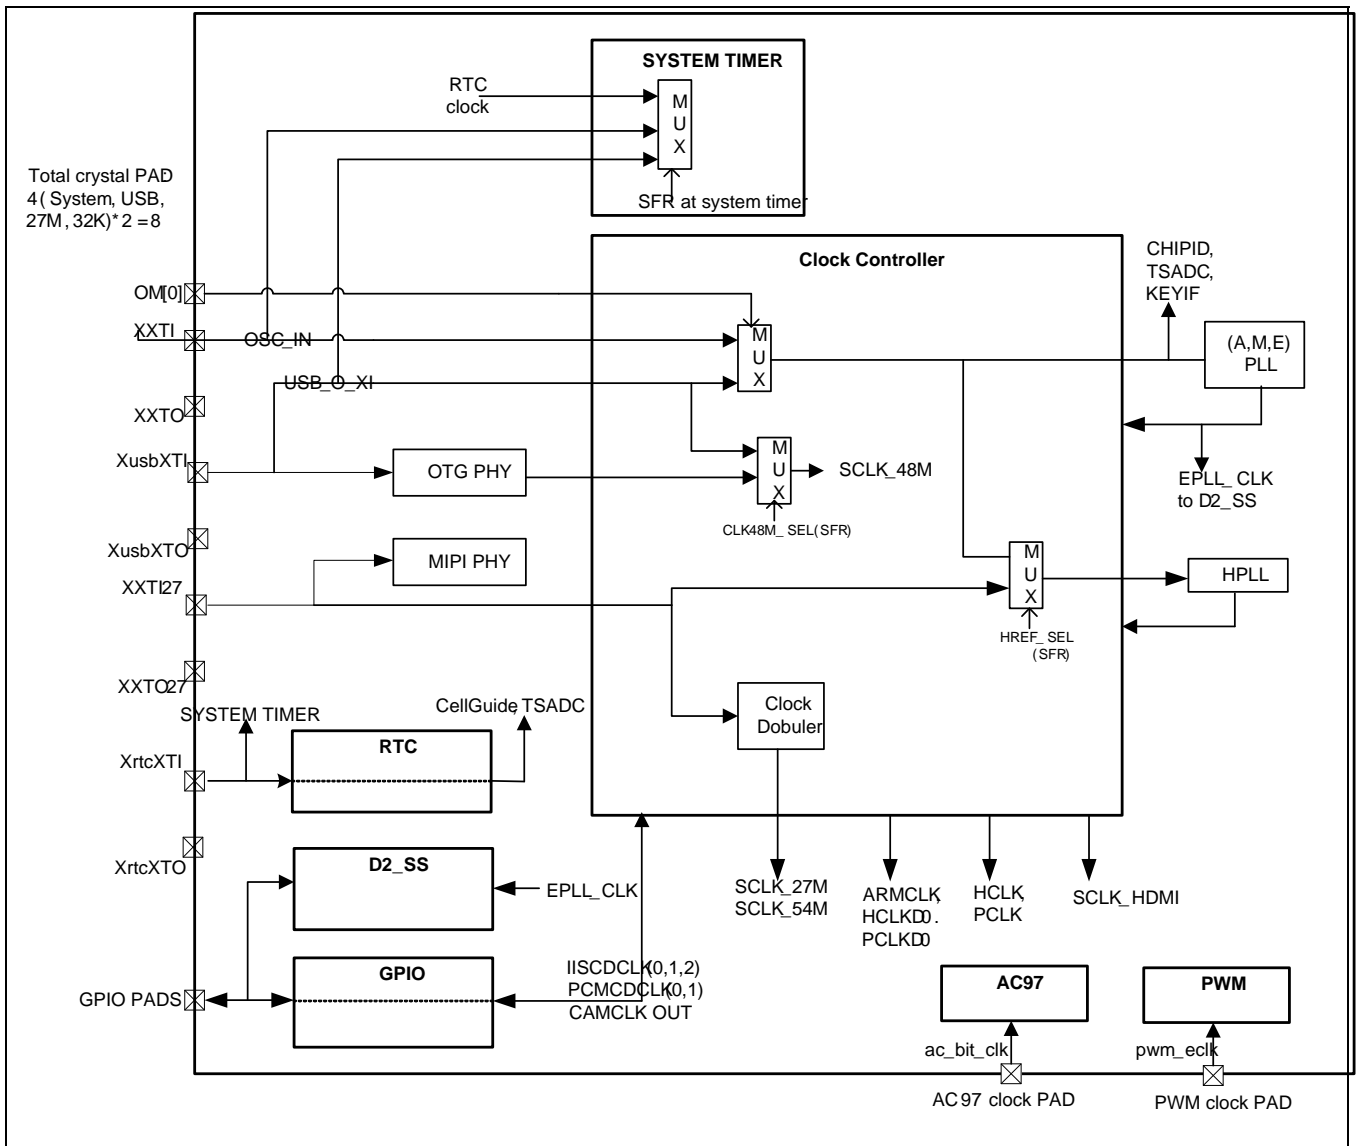 SYSTEM TIMER
RTC
clock
M
U
X
SFR at system timer
Total crystal PAD
4( System, USB,
27M, 32K)* 2 =8
Clock Controller
CHIPID,
TSADC,
KEYIF
OM[0]
XXTI
OSC_IN
M
U
X
(A,M,E)
PLL
USB_O_XI
XXTO
XusbXTI
OTG PHY
M
U
X
SCLK_48M
EPLL_CLK
to D2_SS
CLK48M_SEL(SFR)
XusbXTO
MIPI PHY
M
U
X
HPLL
XXTI27
HREF_SEL
(SFR)
XXTO27
SYSTEM TIMER
CellGuide,TSADC
Clock
Dobuler
RTC
XrtcXTI
XrtcXTO
D2_SS
EPLL_CLK
SCLK_27M
SCLK_54M
ARMCLK,
HCLKD0.
PCLKD0
HCLK,
PCLK
SCLK_HDMI
GPIO PADS
GPIO
IISCDCLK(0,1,2)
PCMCDCLK(0,1)
CAMCLK OUT
AC97
PWM
ac_bit_clk
pwm_eclk
AC97 clock PAD
PWM clock PAD